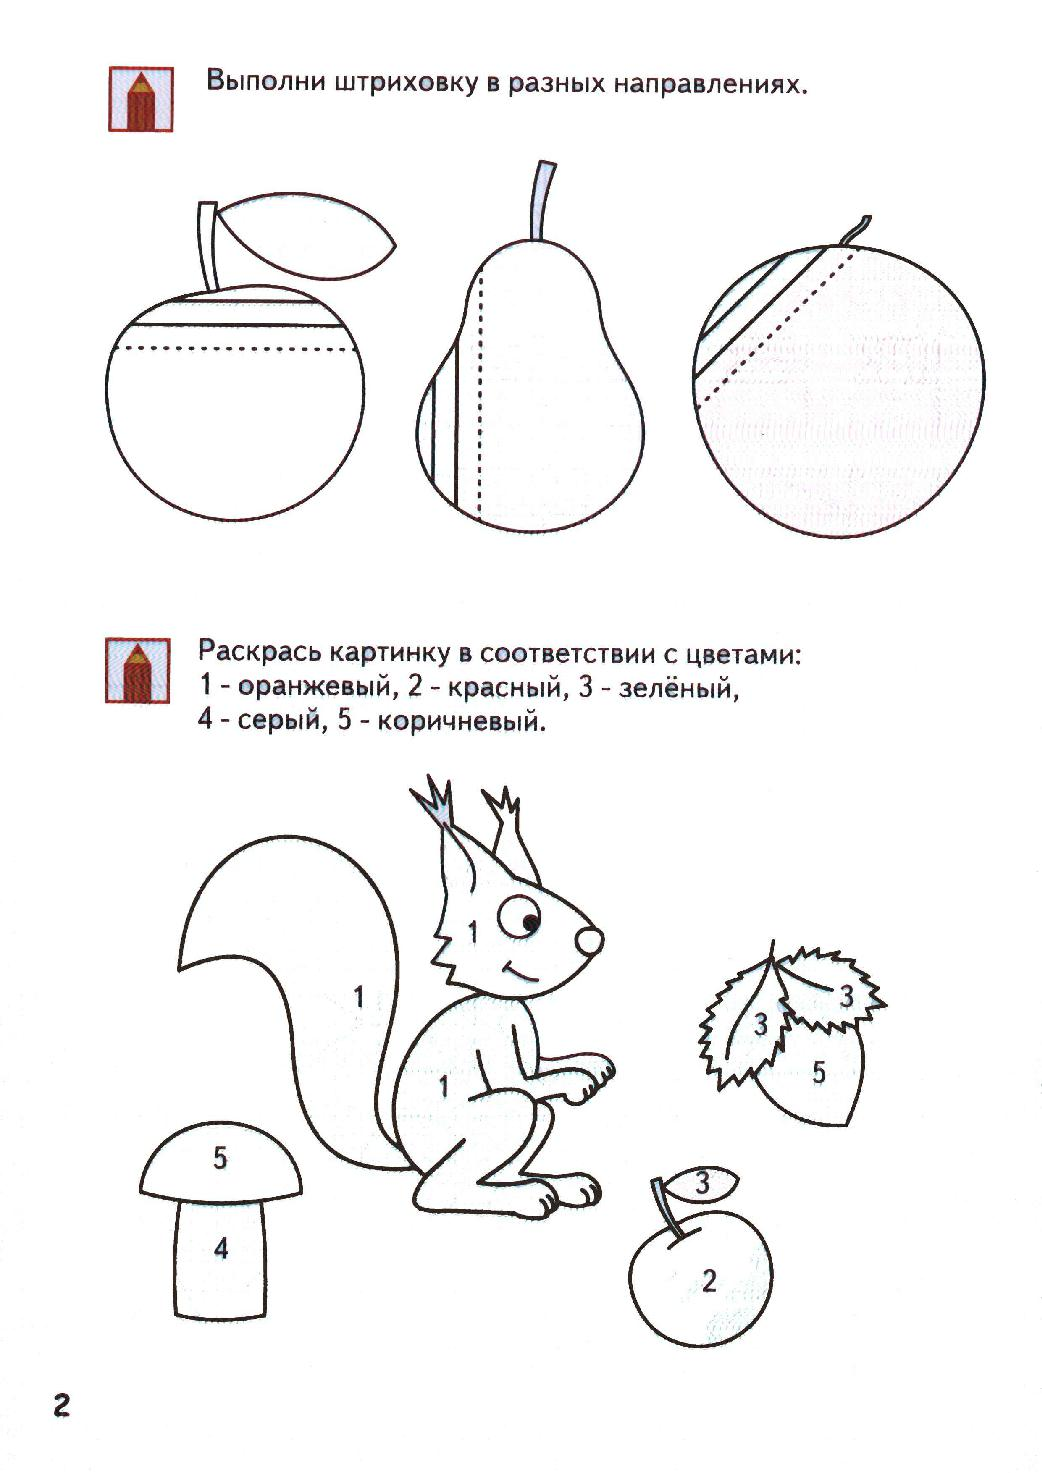 Выполни штриховку в разных направлениях.
Раскрась картинку в соответствии с цветами:
1 - оранжевый, 2 - красный, 3 - зелёный,
4 - серый, 5 - коричневый.
1
1
1
3
3
5
5
4
3
2
2